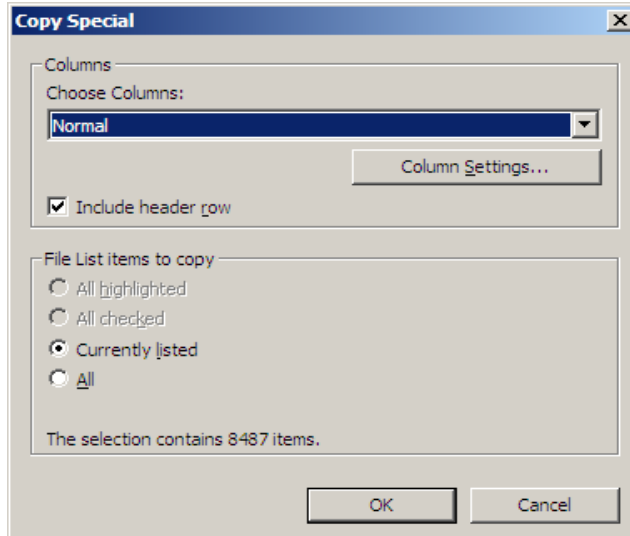 Copy Special
Columns
Choose Columns:
Normal
Column Settings...
Include header row
File List items to copy
All highlighted
All checked
Currently listed
All
The selection contains 8487 items.
OK
Cancel